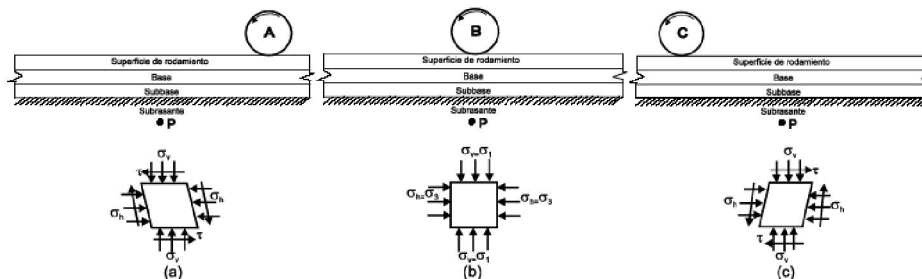 A
B
C
Superficie de rodamiento
Base
Subbase
Subrasante
P
Superficie de rodamiento
Base
Subbase
Subrasante
P
Superficie de rodamiento
Base
Subbase
Subrasante
P
σv
τ
σh
σh
τ
σv
(a)
σv=σ1
σh=σ3
σh=σ3
σv=σ1
(b)
σv
τ
σh
σh
τ
σv
(c)